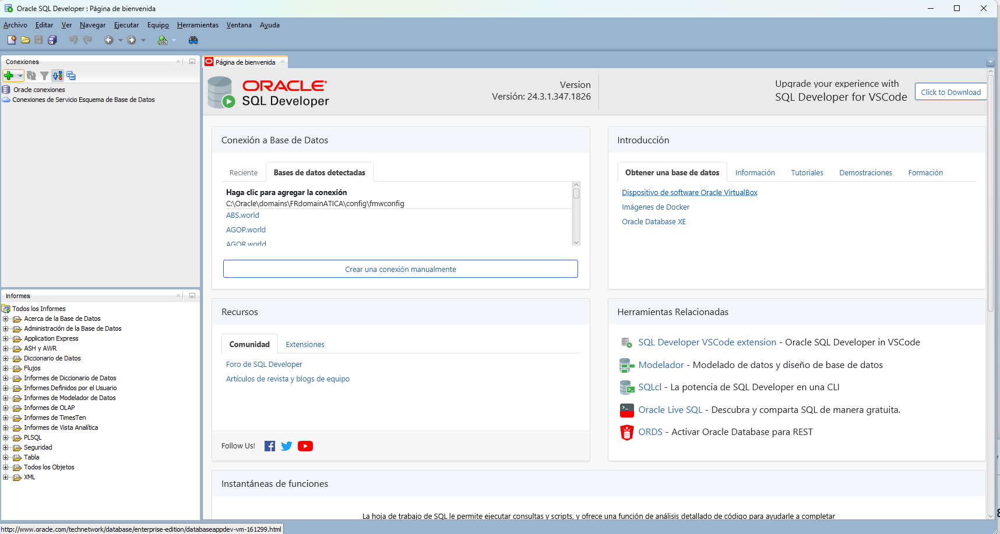 Oracle SQL Developer : Página de bienvenida
Archivo Editar Ver Navegar Ejecutar Equipo Herramientas Ventana Ayuda
SQL
Conexiones
Oracle conexiones
Conexiones de Servicio Esquema de Base de Datos
Informes
Todos los Informes
Acerca de la Base de Datos
Administración de la Base de Datos
Application Express
ASH y AWR
Diccionario de Datos
Flujos
Informes de Diccionario de Datos
Informes Definidos por el Usuario
Informes de Modelador de Datos
Informes de OLAP
Informes de TimesTen
Informes de Vista Analítica
PLSQL
Seguridad
Tabla
Todos los Objetos
XML
Página de bienvenida
ORACLE
SQL Developer
Version
Versión: 24.3.1.347.1826
Upgrade your experience with
SQL Developer for VSCode
Click to Download
Conexión a Base de Datos
Reciente Bases de datos detectadas
Haga clic para agregar la conexión
C:\Oracle\domains\FRdomainATICA\config\fmwconfig
ABS.world
AGOP.world
AGOR.world
Crear una conexión manualmente
Introducción
Obtener una base de datos Información Tutoriales Demostraciones Formación
Dispositivo de software Oracle VirtualBox
Imágenes de Docker
Oracle Database XE
Recursos
Comunidad Extensiones
Foro de SQL Developer
Artículos de revista y blogs de equipo
Follow Us!
Herramientas Relacionadas
SQL Developer VSCode extension - Oracle SQL Developer in VSCode
Modelador - Modelado de datos y diseño de base de datos
SQLcl - La potencia de SQL Developer en una CLI
Oracle Live SQL - Descubra y comparta SQL de manera gratuita.
ORDS - Activar Oracle Database para REST
Instantáneas de funciones
La hoja de trabajo de SQL le permite ejecutar consultas y scripts, y ofrece una función de análisis detallado de código para ayudarle a completar
http://www.oracle.com/technetwork/database/enterprise-edition/databaseappdev-vm-161299.html